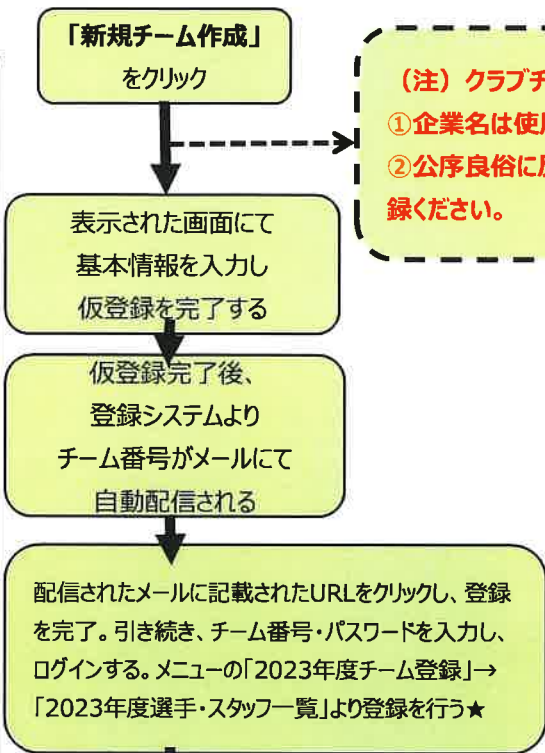 「新規チーム作成」
をクリック
（注）クラブチ
①企業名は使用
②公序良俗に反
録ください。
表示された画面にて
基本情報を入力し
仮登録を完了する
仮登録完了後、
登録システムより
チーム番号がメールにて
自動配信される
配信されたメールに記載されたURLをクリックし、登録
を完了。引き続き、チーム番号・パスワードを入力し、
ログインする。メニューの「2023年度チーム登録」→
「2023年度選手・スタッフ一覧」より登録を行う★